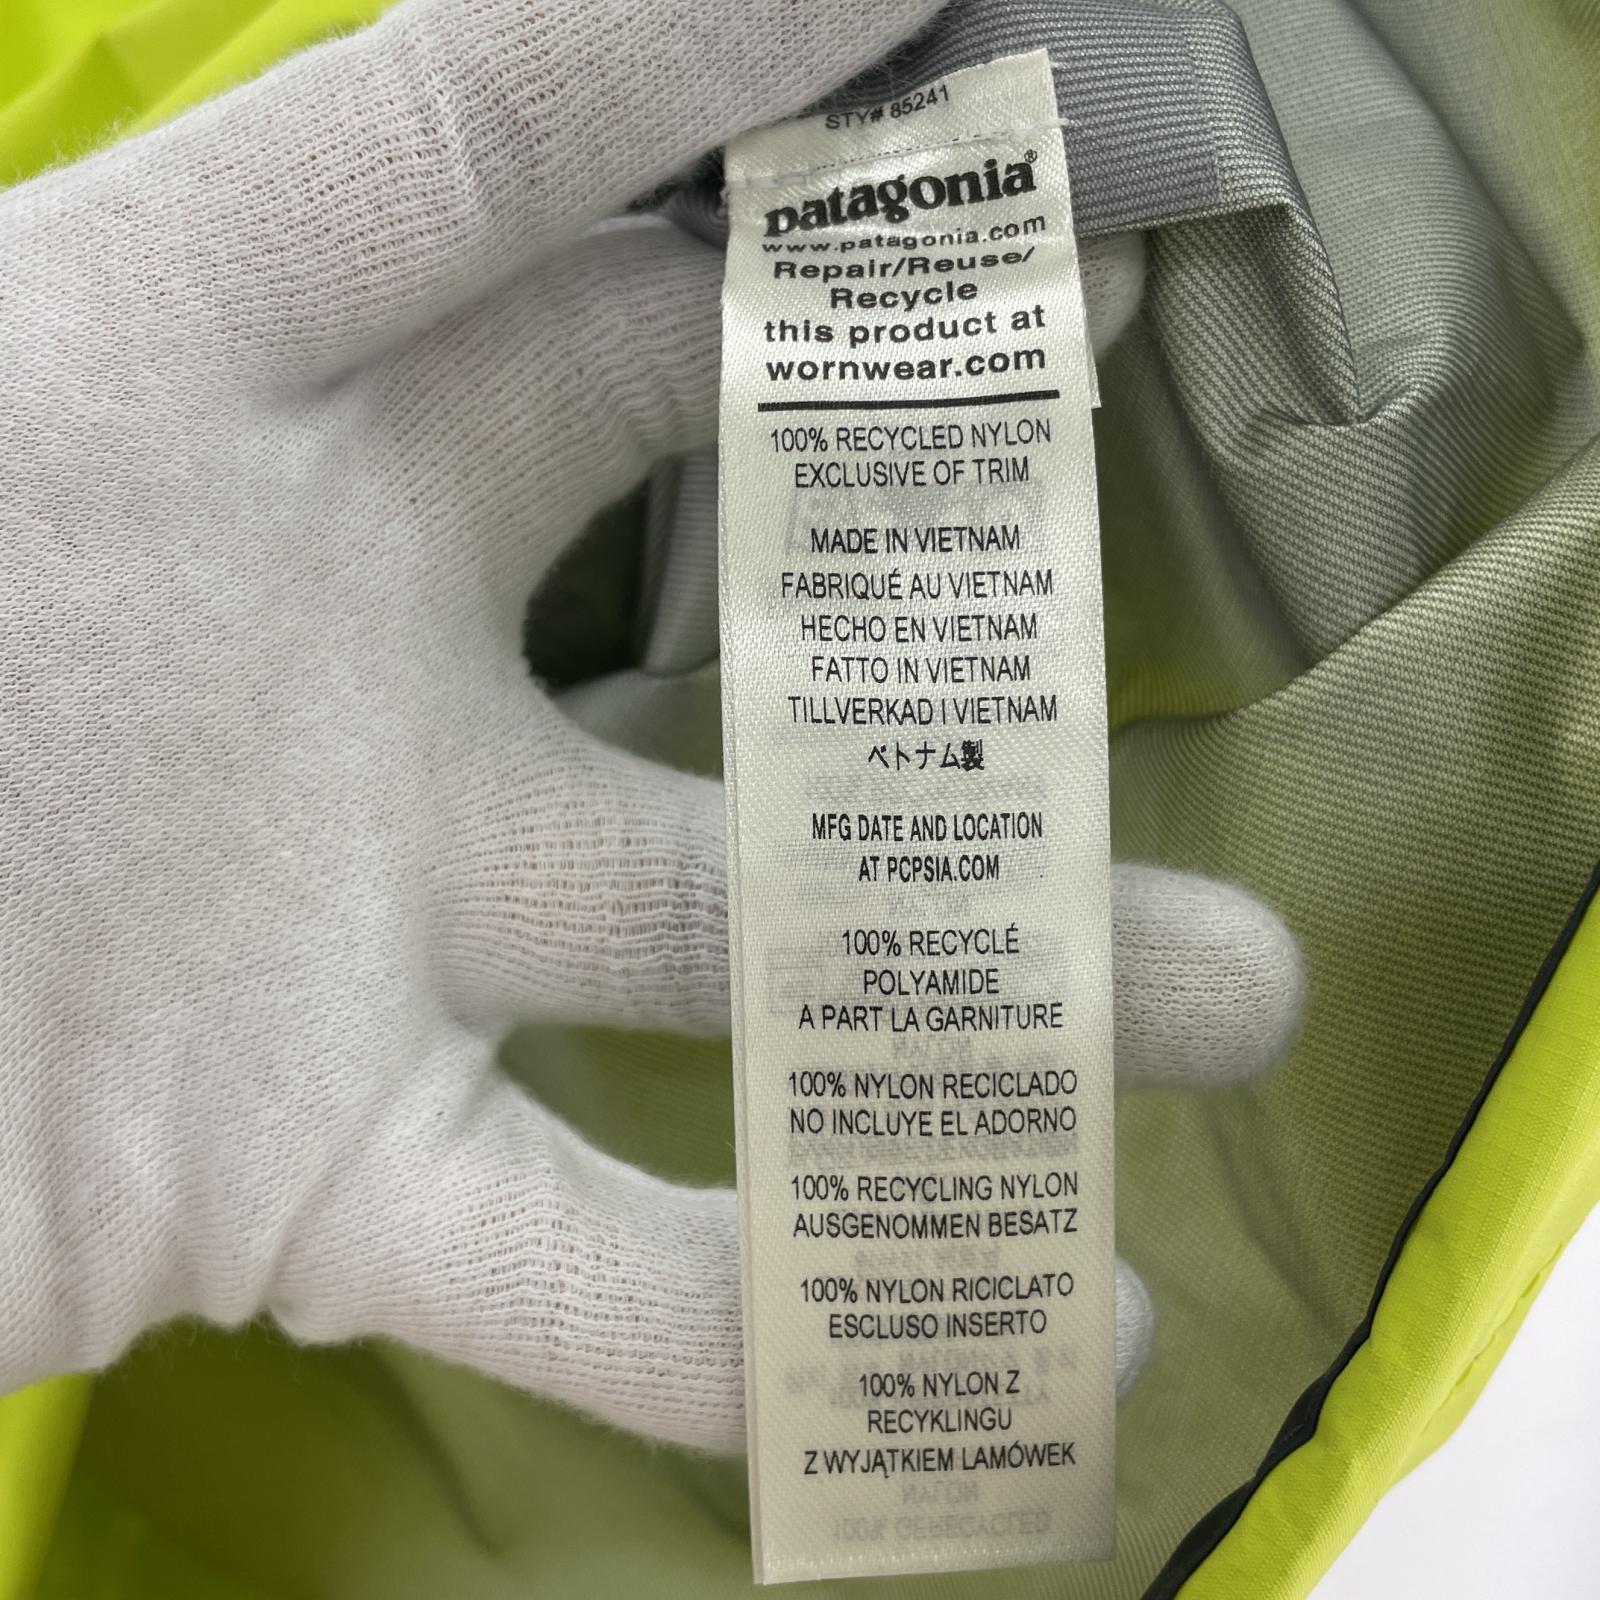 STY# 85241
patagonia®
www.patagonia.com
Repair/Reuse/
Recycle
this product at
wornwear.com
100% RECYCLED NYLON
EXCLUSIVE OF TRIM
MADE IN VIETNAM
FABRIQUÉ AU VIETNAM
HECHO EN VIETNAM
FATTO IN VIETNAM
TILLVERKAD I VIETNAM
ベトナム製
MFG DATE AND LOCATION
AT PCPSIA.COM
100% RECYCLÉ
POLYAMIDE
A PART LA GARNITURE
100% NYLON RECICLADO
NO INCLUYE EL ADORNO
100% RECYCLING NYLON
AUSGENOMMEN BESATZ
100% NYLON RICICLATO
ESCLUSO INSERTO
100% NYLON Z
RECYKLINGU
Z WYJĄTKIEM LAMÓWEK